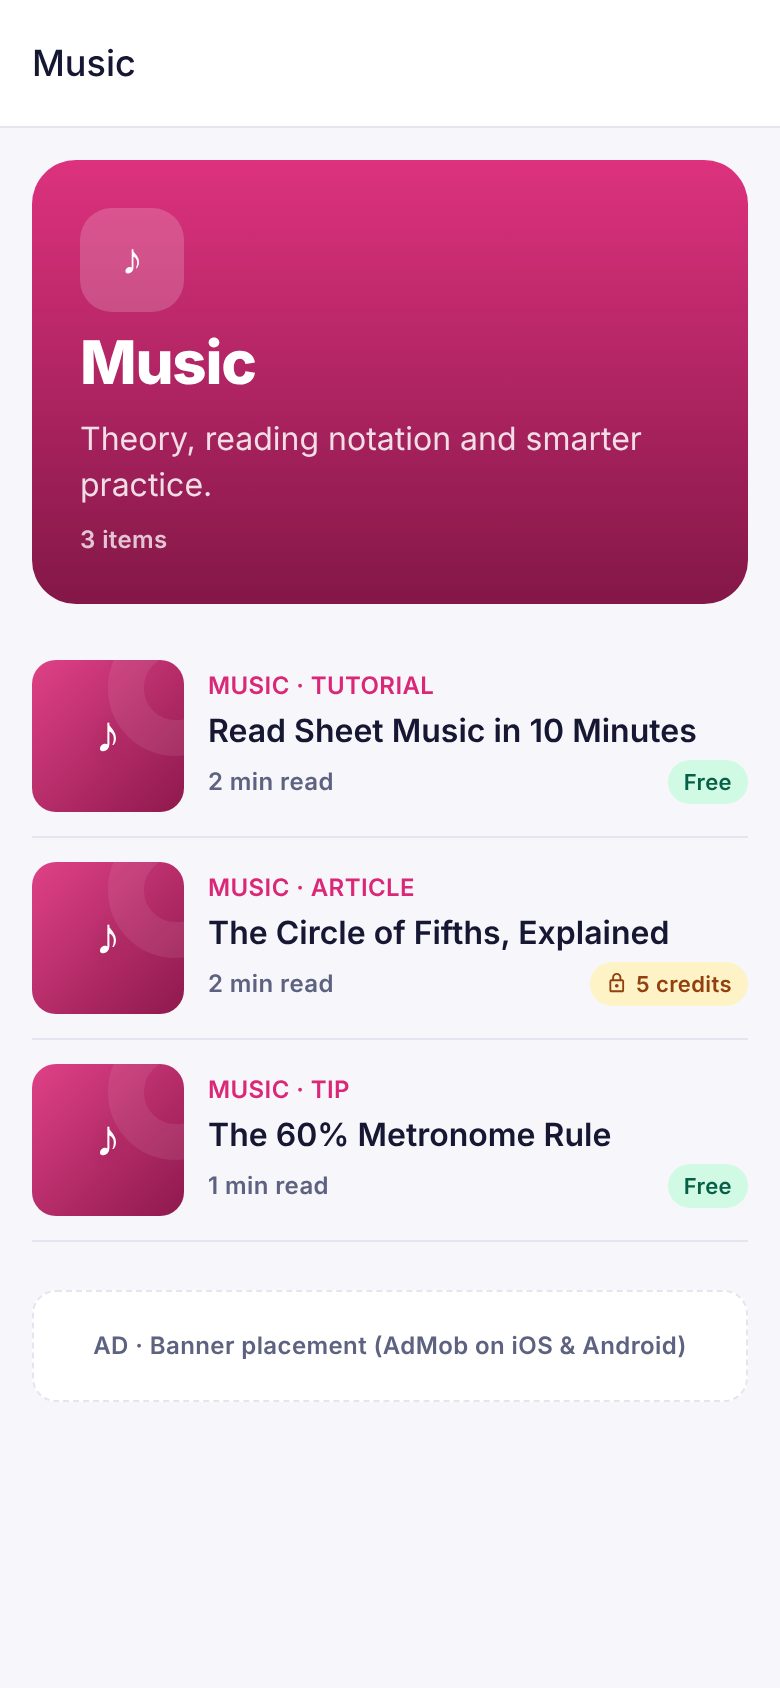 Music
♪
Music
Theory, reading notation and smarter
practice.
3 items
♪
MUSIC · TUTORIAL
Read Sheet Music in 10 Minutes
2 min read
Free
♪
MUSIC · ARTICLE
The Circle of Fifths, Explained
2 min read
5 credits
♪
MUSIC · TIP
The 60% Metronome Rule
1 min read
Free
AD · Banner placement (AdMob on iOS & Android)